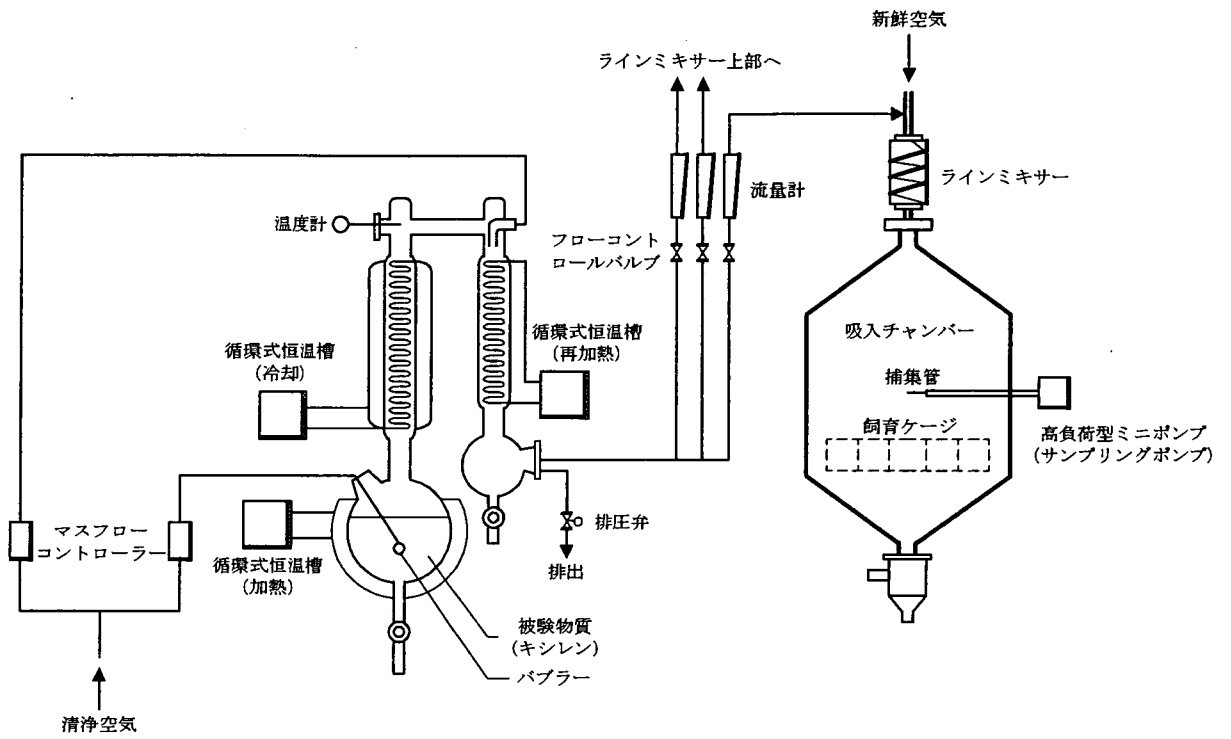 新鮮空気
ラインミキサー上部へ
ラインミキサー
流量計
温度計
フローコント
ロールバルブ
循環式恒温槽
(再加熱)
循環式恒温槽
(冷却)
吸入チャンバー
捕集管
飼育ケージ
高負荷型ミニポンプ
(サンプリングポンプ)
マスフロー
コントローラー
循環式恒温槽
(加熱)
排圧弁
排出
被験物質
(キシレン)
バブラー
清浄空気